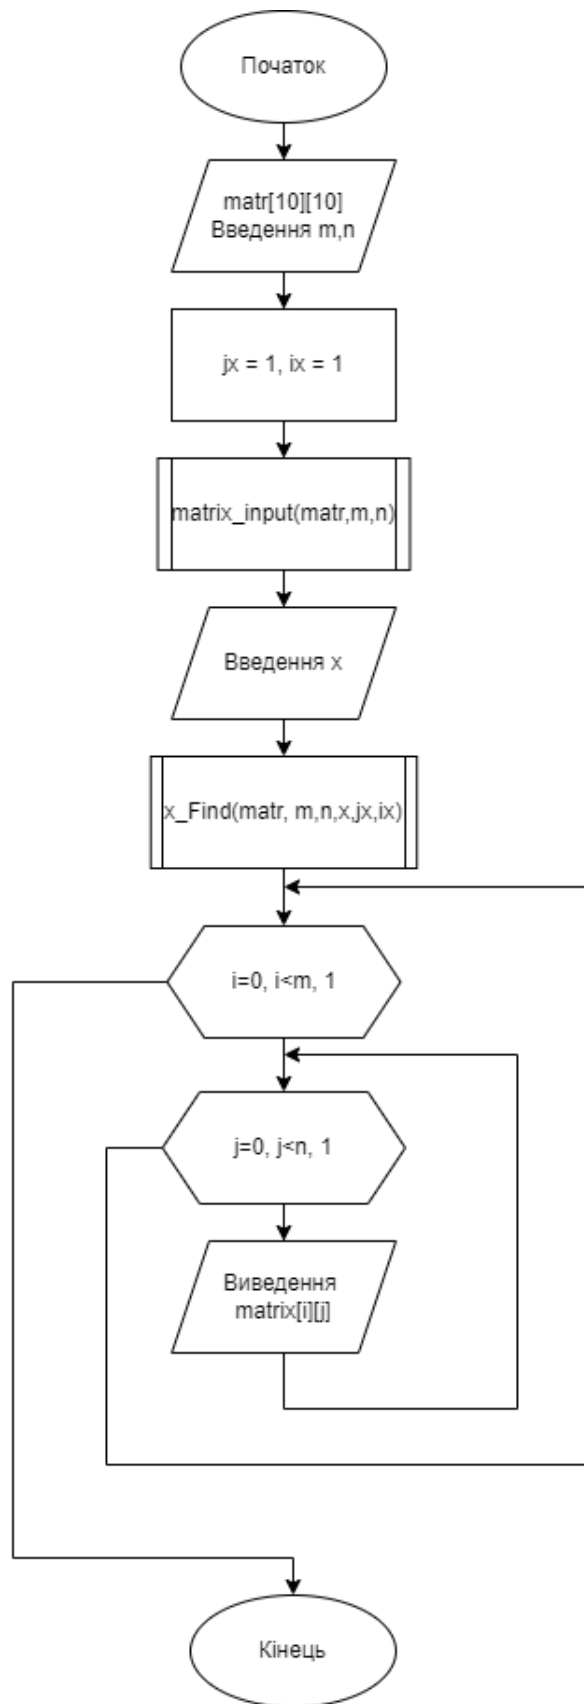 Початок
matr[10][10]
Введення m,n
jx = 1, ix = 1
matrix_input(matr,m,n)
Введення x
x_Find(matr, m,n,x,jx,ix)
i=0, i<m, 1
j=0, j<n, 1
Виведення
matrix[i][j]
Кінець